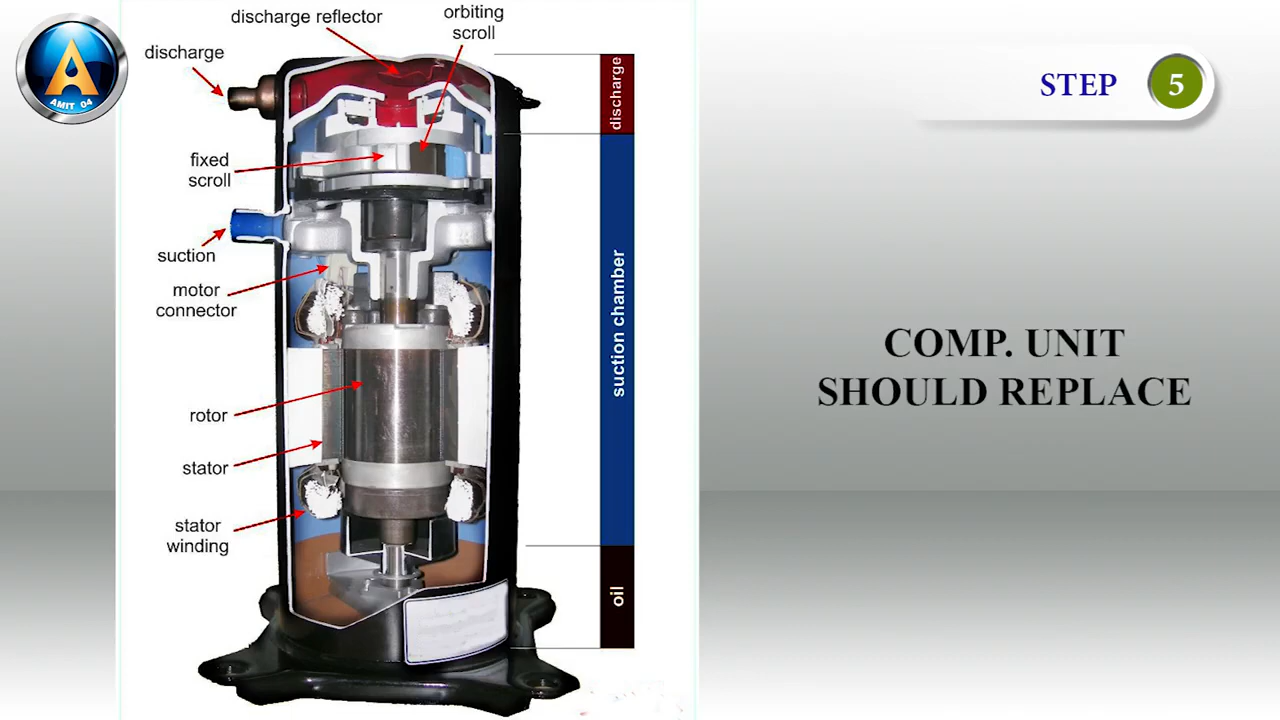 A
AMIT 04
discharge reflector
orbiting
scroll
discharge
fixed
scroll
suction
motor
connector
rotor
stator
stator
winding
discharge
suction chamber
oil
STEP 5
COMP. UNIT
SHOULD REPLACE